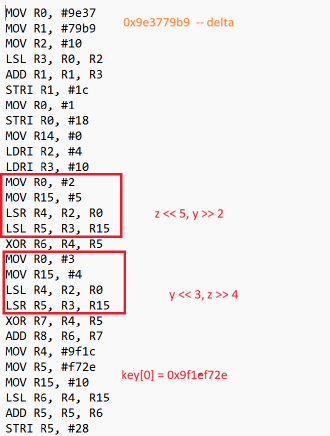 MOV R0, #9e37
0x9e3779b9 -- delta
MOV R1, #79b9
MOV R2, #10
LSL R3, R0, R2
ADD R1, R1, R3
STRI R1, #1c
MOV R0, #1
STRI R0, #18
MOV R14, #0
LDRI R2, #4
LDRI R3, #10
MOV R0, #2
MOV R15, #5
LSR R4, R2, R0
z << 5, y >> 2
LSL R5, R3, R15
XOR R6, R4, R5
MOV R0, #3
MOV R15, #4
LSL R4, R2, R0
y << 3, z >> 4
LSR R5, R3, R15
XOR R7, R4, R5
ADD R8, R6, R7
MOV R4, #9f1c
MOV R5, #f72e
key[0] = 0x9f1ef72e
MOV R15, #10
LSL R6, R4, R15
ADD R5, R5, R6
STRI R5, #28